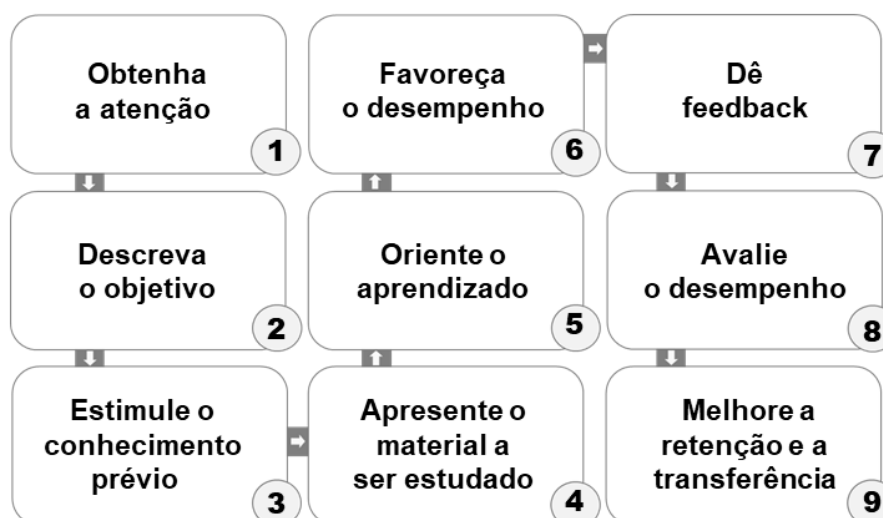 Obtenha
a atenção
1
Descreva
o objetivo
2
Estimule o
conhecimento
prévio
3
Apresente o
material a
ser estudado
4
Oriente o
aprendizado
5
Favoreça
o desempenho
6
Dê
feedback
7
Avalie
o desempenho
8
Melhore a
retenção e a
transferência
9